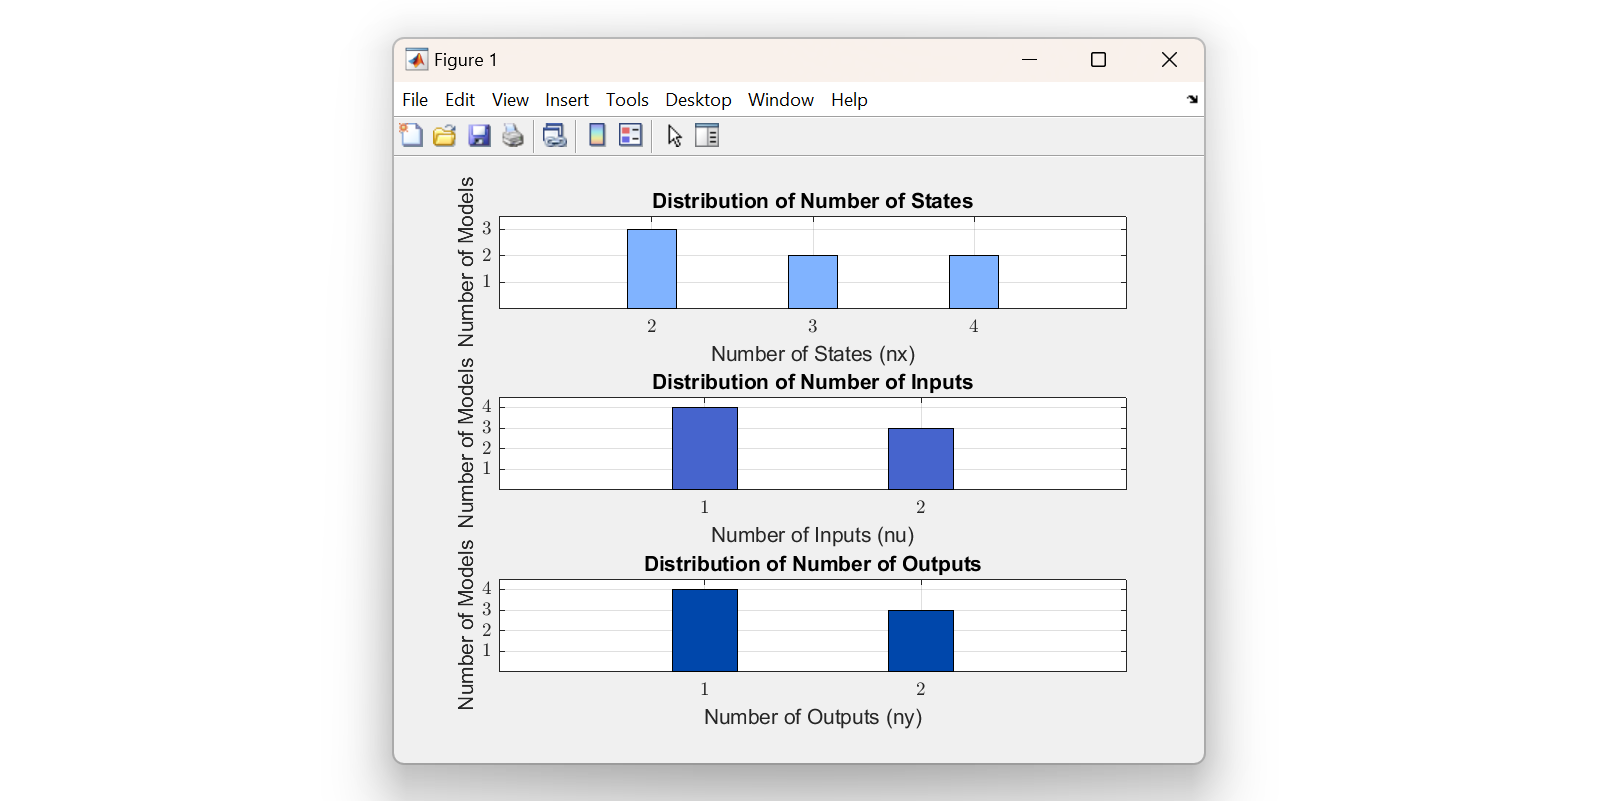 Figure 1
File Edit View Insert Tools Desktop Window Help
Distribution of Number of States
Number of Models
3
2
1
2 3 4
Number of States (nx)
Distribution of Number of Inputs
Number of Models
4
3
2
1
1 2
Number of Inputs (nu)
Distribution of Number of Outputs
Number of Models
4
3
2
1
1 2
Number of Outputs (ny)